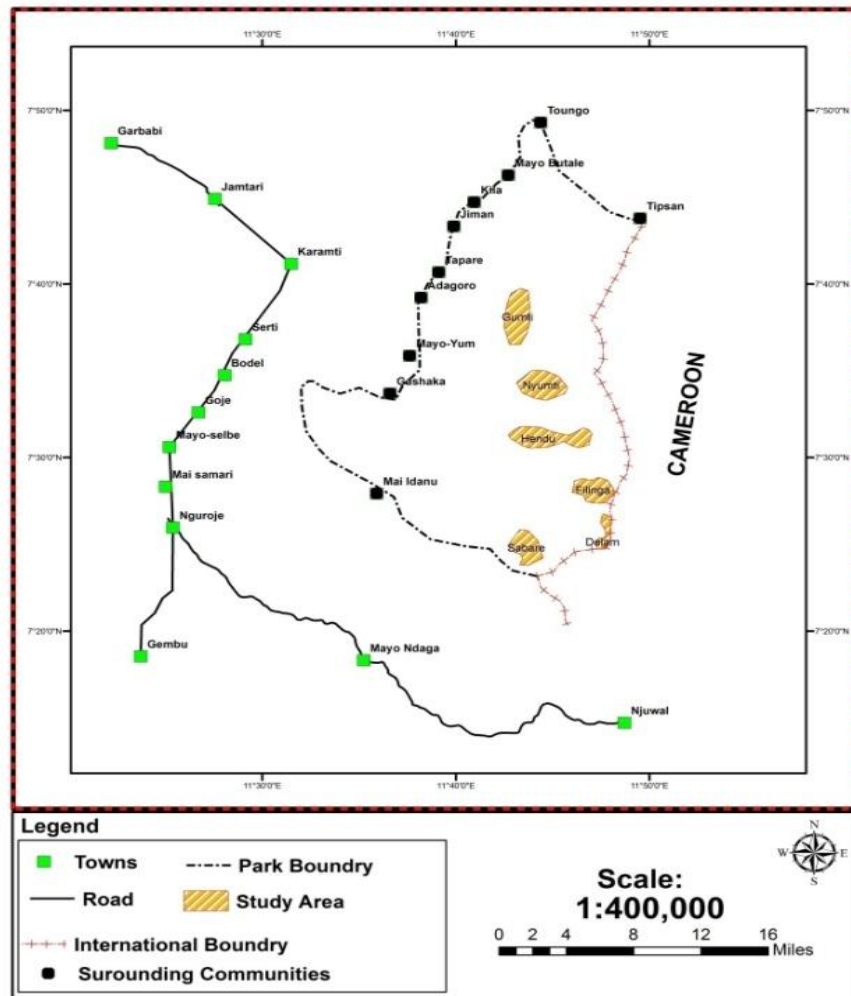 11°30'0"E
11°40'0"E
11°50'0"E
7°50'0"N
7°50'0"N
Toungo
Garbabi
Mayo Butale
Kila
Jamtari
Jiman
Tipsan
Karamti
Tapare
7°40'0"N
7°40'0"N
Adagoro
Gumti
Serti
Mayo-Yum
Bodel
CAMEROON
Gashaka
Nyumti
Goje
Mayo-selbe
Hendu
7°30'0"N
7°30'0"N
Mai samari
Mai Idanu
Filinga
Nguroje
Sabare
Delam
7°20'0"N
7°20'0"N
Gembu
Mayo Ndaga
Njuwal
11°30'0"E
11°40'0"E
11°50'0"E
Legend
Towns
Park Boundry
Road
Study Area
International Boundry
Surounding Communities
N
W
E
S
Scale:
1:400,000
0 2 4 8 12 16
Miles